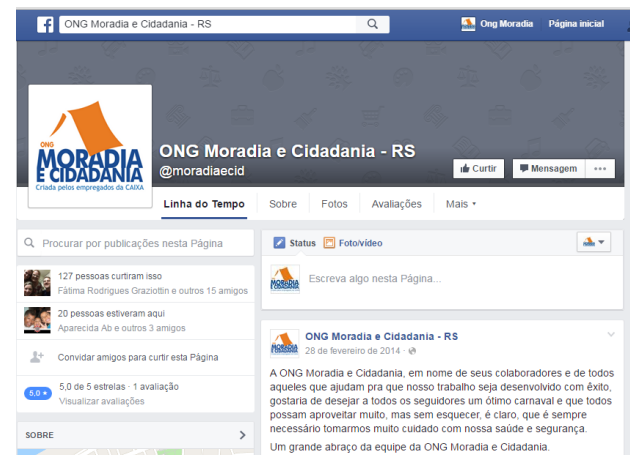 ONG Moradia e Cidadania - RS
Ong Moradia
Página inicial
ONG
MORADIA
E CIDADANIA
Criada pelos empregados da CAIXA
ONG Moradia e Cidadania - RS
@moradiaecid
Curtir
Mensagem
Linha do Tempo
Sobre
Fotos
Avaliações
Mais
Procurar por publicações nesta Página
127 pessoas curtiram isso
Fátima Rodrigues Graziottin e outros 15 amigos
20 pessoas estiveram aqui
Aparecida Ab e outros 3 amigos
Convidar amigos para curtir esta Página
5.0 ★
5,0 de 5 estrelas · 1 avaliação
Visualizar avaliações
SOBRE
Status
Foto/vídeo
Escreva algo nesta Página...
ONG Moradia e Cidadania - RS
28 de fevereiro de 2014 ·
A ONG Moradia e Cidadania, em nome de seus colaboradores e de todos
aqueles que ajudam pra que nosso trabalho seja desenvolvido com êxito,
gostaria de desejar a todos os seguidores um ótimo carnaval e que todos
possam aproveitar muito, mas sem esquecer, é claro, que é sempre
necessário tomarmos muito cuidado com nossa saúde e segurança.
Um grande abraço da equipe da ONG Moradia e Cidadania.